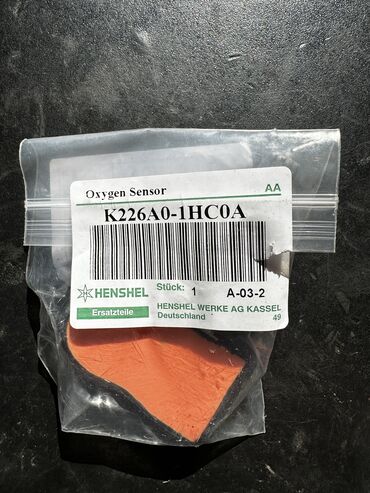 Oxygen Sensor AA
K226A0-1HC0A
HENSHEL Stück: 1 A-03-2
Ersatzteile HENSHEL WERKE AG KASSEL
Deutschland 49